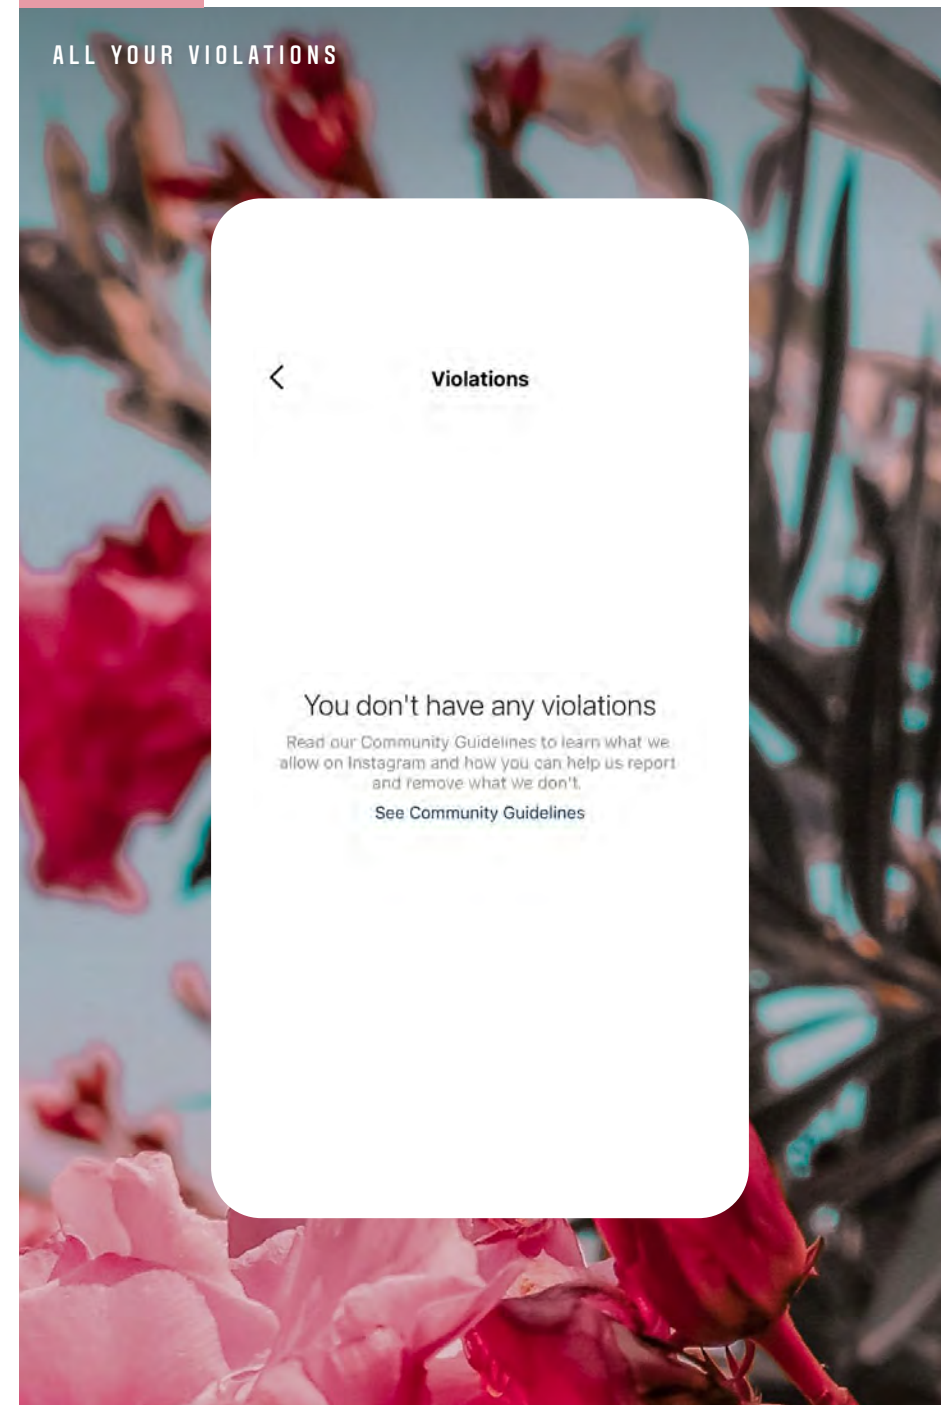 ALL YOUR VIOLATIONS
Violations
You don't have any violations
Read our Community Guidelines to learn what we
allow on Instagram and how you can help us report
and remove what we don't.
See Community Guidelines